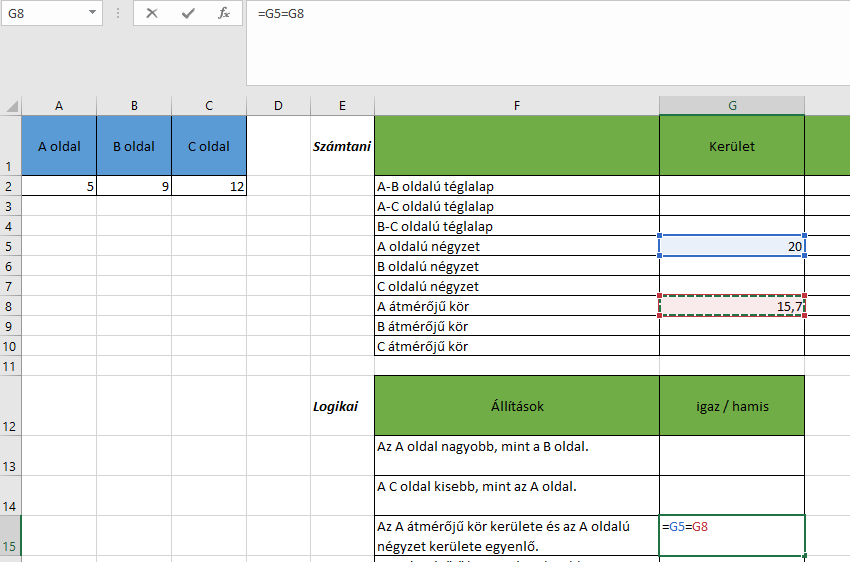 G8 fx =G5=G8
A B C D E F G
1 A oldal B oldal C oldal Számtani Kerület
2 5 9 12 A-B oldalú téglalap
3 A-C oldalú téglalap
4 B-C oldalú téglalap
5 A oldalú négyzet 20
6 B oldalú négyzet
7 C oldalú négyzet
8 A átmérőjű kör 15,7
9 B átmérőjű kör
10 C átmérőjű kör
11
12 Logikai Állítások igaz / hamis
13 Az A oldal nagyobb, mint a B oldal.
14 A C oldal kisebb, mint az A oldal.
15 Az A átmérőjű kör kerülete és az A oldalú
négyzet kerülete egyenlő.
=G5=G8